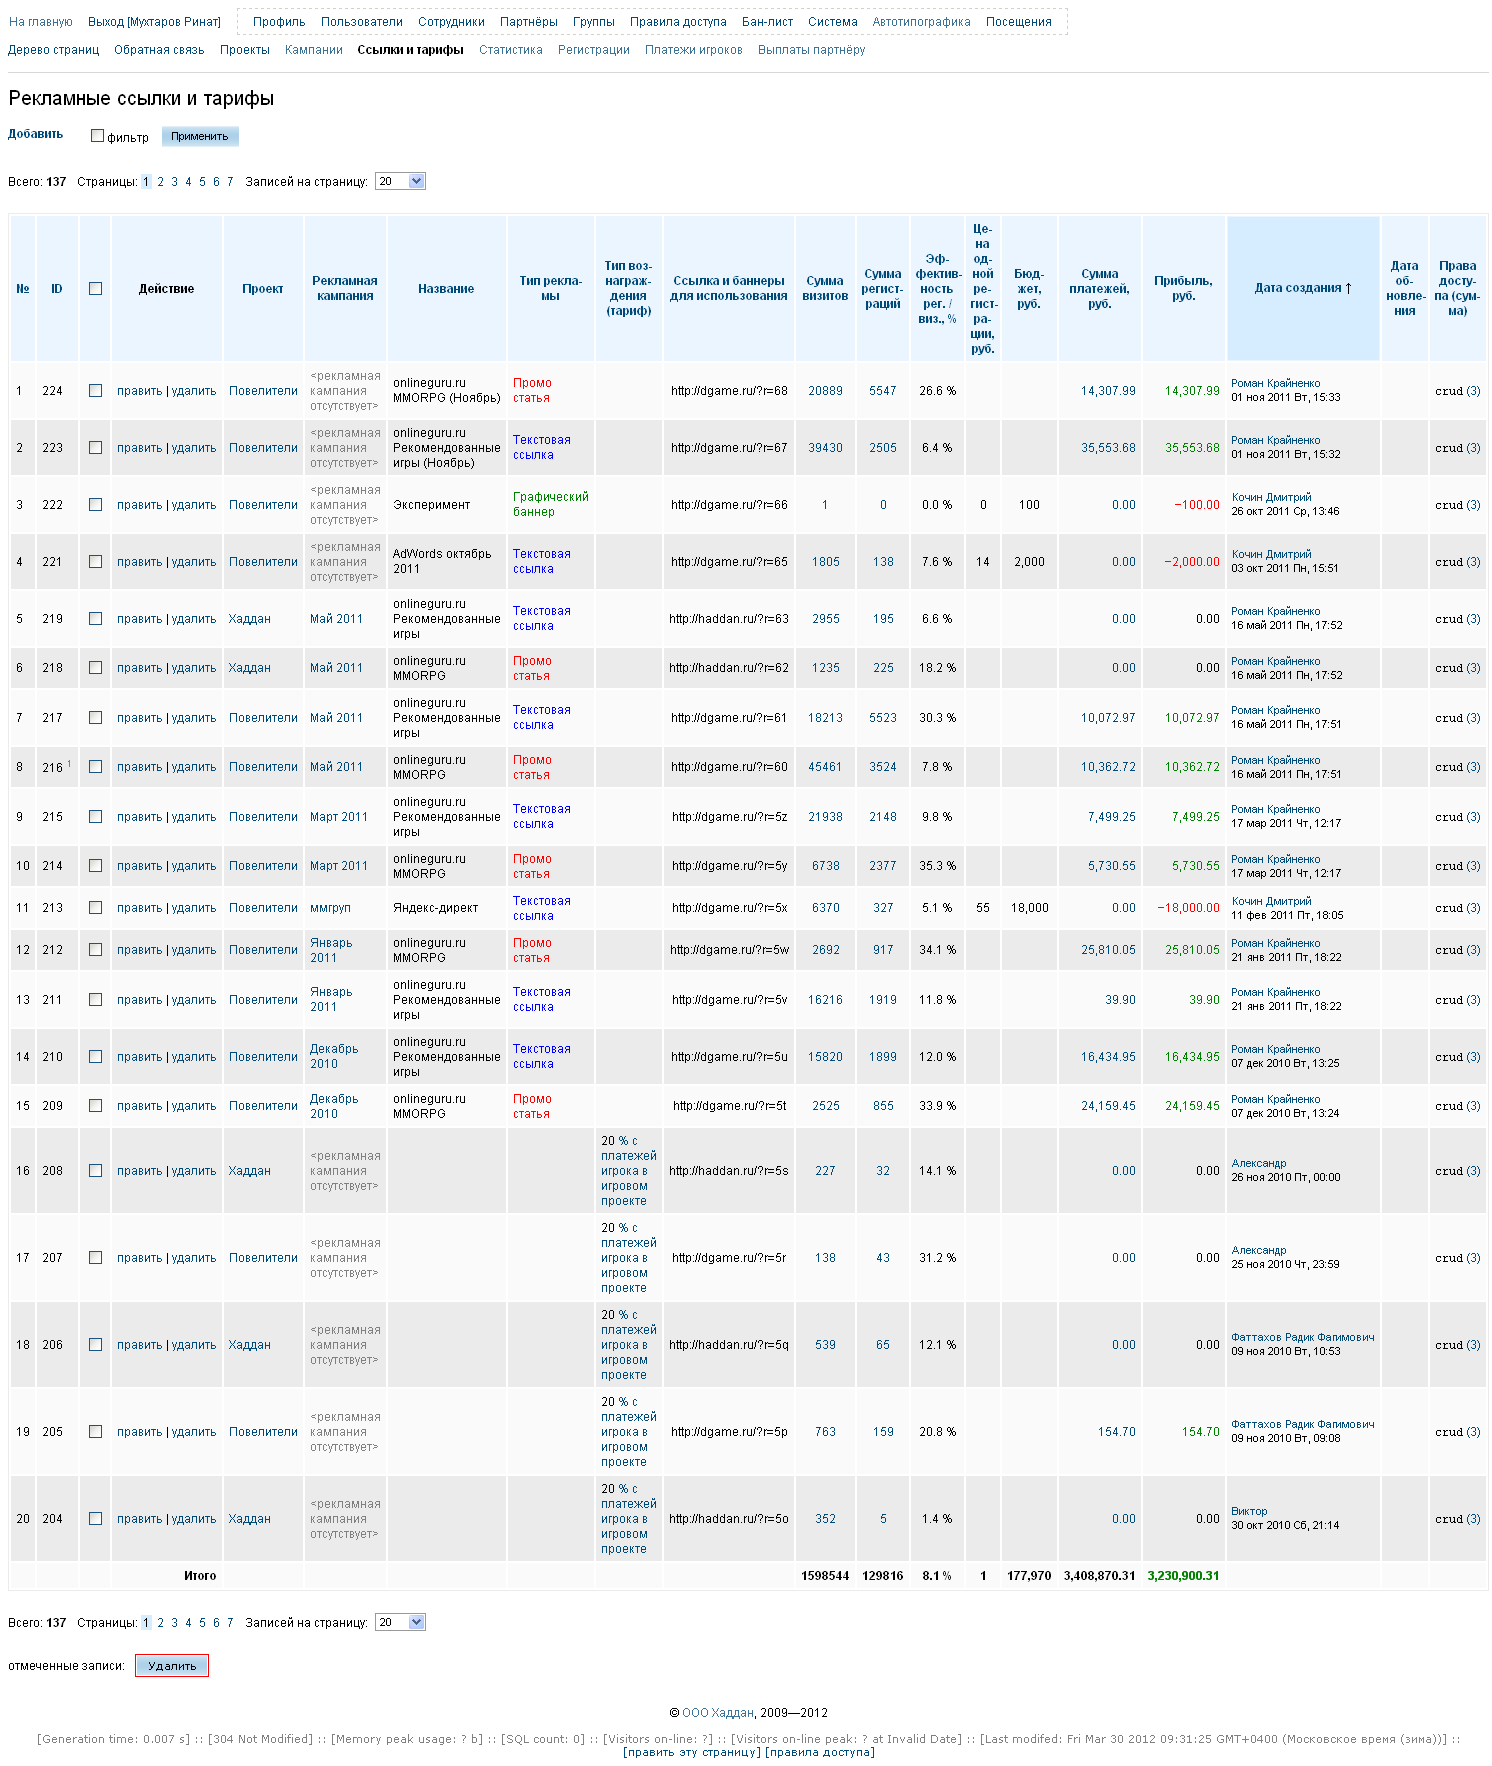 На главную Выход [Мухтаров Ринат] Профиль Пользователи Сотрудники Партнёры Группы Правила доступа Бан-лист Система Автотипографика Посещения
Дерево страниц Обратная связь Проекты Кампании Ссылки и тарифы Статистика Регистрации Платежи игроков Выплаты партнёру
Рекламные ссылки и тарифы
Добавить фильтр Применить
Всего: 137 Страницы: 1 2 3 4 5 6 7 Записей на страницу: 20
№ ID Действие Проект Рекламная кампания Название Тип рекла-мы Тип воз-награж-дения (тариф) Ссылка и баннеры для использования Сумма визитов Сумма регист-раций Эф-фектив-ность рег. / виз., % Це-на од-ной ре-гист-ра-ции, руб. Бюд-жет, руб. Сумма платежей, руб. Прибыль, руб. Дата создания ↑ Дата об-новле-ния Права досту-па (сум-ма)
1 224 править | удалить Повелители <рекламная кампания отсутствует> onlineguru.ru MMORPG (Ноябрь) Промо статья http://dgame.ru/?r=68 20889 5547 26.6 % 14,307.99 14,307.99 Роман Крайненко 01 ноя 2011 Вт, 15:33 crud (3)
2 223 править | удалить Повелители <рекламная кампания отсутствует> onlineguru.ru Рекомендованные игры (Ноябрь) Текстовая ссылка http://dgame.ru/?r=67 39430 2505 6.4 % 35,553.68 35,553.68 Роман Крайненко 01 ноя 2011 Вт, 15:32 crud (3)
3 222 править | удалить Повелители <рекламная кампания отсутствует> Эксперимент Графический баннер http://dgame.ru/?r=66 1 0 0.0 % 0 100 0.00 −100.00 Кочин Дмитрий 26 окт 2011 Ср, 13:46 crud (3)
4 221 править | удалить Повелители <рекламная кампания отсутствует> AdWords октябрь 2011 Текстовая ссылка http://dgame.ru/?r=65 1805 138 7.6 % 14 2,000 0.00 −2,000.00 Кочин Дмитрий 03 окт 2011 Пн, 15:51 crud (3)
5 219 править | удалить Хаддан Май 2011 onlineguru.ru Рекомендованные игры Текстовая ссылка http://haddan.ru/?r=63 2955 195 6.6 % 0.00 0.00 Роман Крайненко 16 май 2011 Пн, 17:52 crud (3)
6 218 править | удалить Хаддан Май 2011 onlineguru.ru MMORPG Промо статья http://haddan.ru/?r=62 1235 225 18.2 % 0.00 0.00 Роман Крайненко 16 май 2011 Пн, 17:52 crud (3)
7 217 править | удалить Повелители Май 2011 onlineguru.ru Рекомендованные игры Текстовая ссылка http://dgame.ru/?r=61 18213 5523 30.3 % 10,072.97 10,072.97 Роман Крайненко 16 май 2011 Пн, 17:51 crud (3)
8 216 1 править | удалить Повелители Май 2011 onlineguru.ru MMORPG Промо статья http://dgame.ru/?r=60 45461 3524 7.8 % 10,362.72 10,362.72 Роман Крайненко 16 май 2011 Пн, 17:51 crud (3)
9 215 править | удалить Повелители Март 2011 onlineguru.ru Рекомендованные игры Текстовая ссылка http://dgame.ru/?r=5z 21938 2148 9.8 % 7,499.25 7,499.25 Роман Крайненко 17 мар 2011 Чт, 12:17 crud (3)
10 214 править | удалить Повелители Март 2011 onlineguru.ru MMORPG Промо статья http://dgame.ru/?r=5y 6738 2377 35.3 % 5,730.55 5,730.55 Роман Крайненко 17 мар 2011 Чт, 12:17 crud (3)
11 213 править | удалить Повелители ммгруп Яндекс-директ Текстовая ссылка http://dgame.ru/?r=5x 6370 327 5.1 % 55 18,000 0.00 −18,000.00 Кочин Дмитрий 11 фев 2011 Пт, 18:05 crud (3)
12 212 править | удалить Повелители Январь 2011 onlineguru.ru MMORPG Промо статья http://dgame.ru/?r=5w 2692 917 34.1 % 25,810.05 25,810.05 Роман Крайненко 21 янв 2011 Пт, 18:22 crud (3)
13 211 править | удалить Повелители Январь 2011 onlineguru.ru Рекомендованные игры Текстовая ссылка http://dgame.ru/?r=5v 16216 1919 11.8 % 39.90 39.90 Роман Крайненко 21 янв 2011 Пт, 18:22 crud (3)
14 210 править | удалить Повелители Декабрь 2010 onlineguru.ru Рекомендованные игры Текстовая ссылка http://dgame.ru/?r=5u 15820 1899 12.0 % 16,434.95 16,434.95 Роман Крайненко 07 дек 2010 Вт, 13:25 crud (3)
15 209 править | удалить Повелители Декабрь 2010 onlineguru.ru MMORPG Промо статья http://dgame.ru/?r=5t 2525 855 33.9 % 24,159.45 24,159.45 Роман Крайненко 07 дек 2010 Вт, 13:24 crud (3)
16 208 править | удалить Хаддан <рекламная кампания отсутствует> 20 % с платежей игрока в игровом проекте http://haddan.ru/?r=5s 227 32 14.1 % 0.00 0.00 Александр 26 ноя 2010 Пт, 00:00 crud (3)
17 207 править | удалить Повелители <рекламная кампания отсутствует> 20 % с платежей игрока в игровом проекте http://dgame.ru/?r=5r 138 43 31.2 % 0.00 0.00 Александр 25 ноя 2010 Чт, 23:59 crud (3)
18 206 править | удалить Хаддан <рекламная кампания отсутствует> 20 % с платежей игрока в игровом проекте http://haddan.ru/?r=5q 539 65 12.1 % 0.00 0.00 Фаттахов Радик Фагимович 09 ноя 2010 Вт, 10:53 crud (3)
19 205 править | удалить Повелители <рекламная кампания отсутствует> 20 % с платежей игрока в игровом проекте http://dgame.ru/?r=5p 763 159 20.8 % 154.70 154.70 Фаттахов Радик Фагимович 09 ноя 2010 Вт, 09:08 crud (3)
20 204 править | удалить Хаддан <рекламная кампания отсутствует> 20 % с платежей игрока в игровом проекте http://haddan.ru/?r=5o 352 5 1.4 % 0.00 0.00 Виктор 30 окт 2010 Сб, 21:14 crud (3)
Итого 1598544 129816 8.1 % 1 177,970 3,408,870.31 3,230,900.31
Всего: 137 Страницы: 1 2 3 4 5 6 7 Записей на страницу: 20
отмеченные записи: Удалить
© ООО Хаддан, 2009—2012
[Generation time: 0.007 s] :: [304 Not Modified] :: [Memory peak usage: ? b] :: [SQL count: 0] :: [Visitors on-line: ?] :: [Visitors on-line peak: ? at Invalid Date] :: [Last modifed: Fri Mar 30 2012 09:31:25 GMT+0400 (Московское время (зима))] ::
[править эту страницу] [правила доступа]